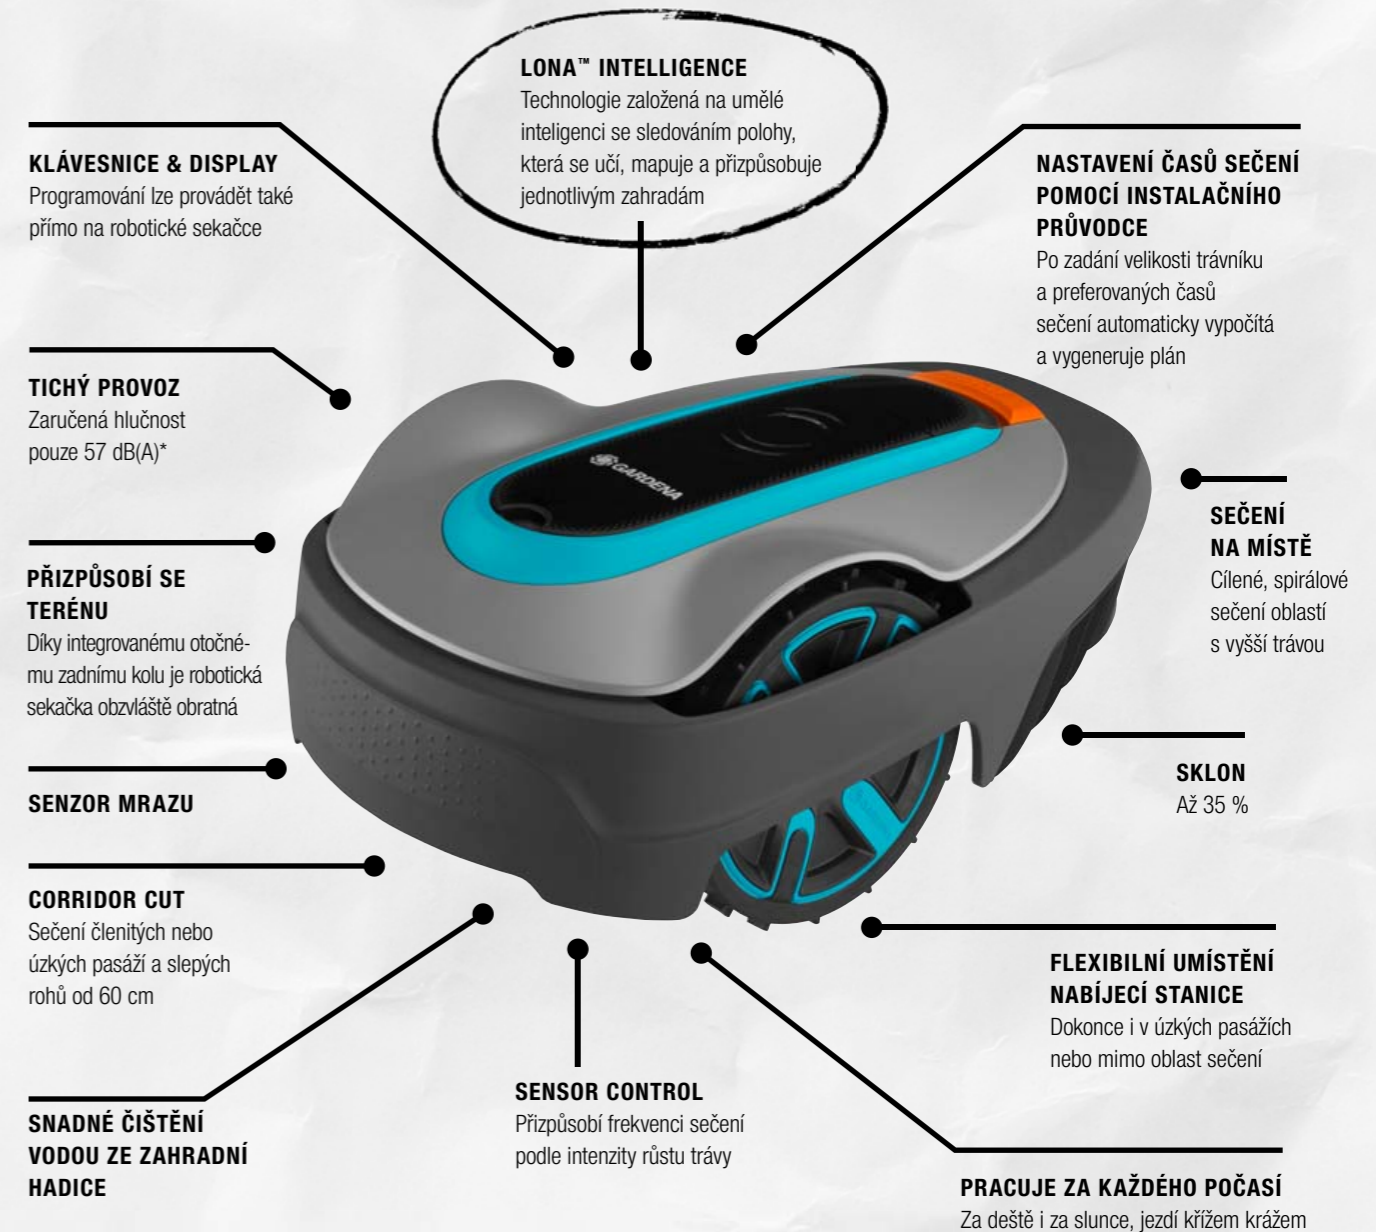 LONA™ INTELLIGENCE
Technologie založená na umělé
inteligenci se sledováním polohy,
která se učí, mapuje a přizpůsobuje
jednotlivým zahradám
KLÁVESNICE & DISPLAY
Programování lze provádět také
přímo na robotické sekačce
NASTAVENÍ ČASŮ SEČENÍ
POMOCÍ INSTALAČNÍHO
PRŮVODCE
Po zadání velikosti trávníku
a preferovaných časů
sečení automaticky vypočítá
a vygeneruje plán
TICHÝ PROVOZ
Zaručená hlučnost
pouze 57 dB(A)*
GARDENA
SEČENÍ
NA MÍSTĚ
Cílené, spirálové
sečení oblastí
s vyšší trávou
PŘIZPŮSOBÍ SE
TERÉNU
Díky integrovanému otočné-
mu zadnímu kolu je robotická
sekačka obzvláště obratná
SKLON
Až 35 %
SENZOR MRAZU
CORRIDOR CUT
Sečení členitých nebo
úzkých pasáží a slepých
rohů od 60 cm
FLEXIBILNÍ UMÍSTĚNÍ
NABÍJECÍ STANICE
Dokonce i v úzkých pasážích
nebo mimo oblast sečení
SENSOR CONTROL
Přizpůsobí frekvenci sečení
podle intenzity růstu trávy
SNADNÉ ČIŠTĚNÍ
VODOU ZE ZAHRADNÍ
HADICE
PRACUJE ZA KAŽDÉHO POČASÍ
Za deště i za slunce, jezdí křížem krážem